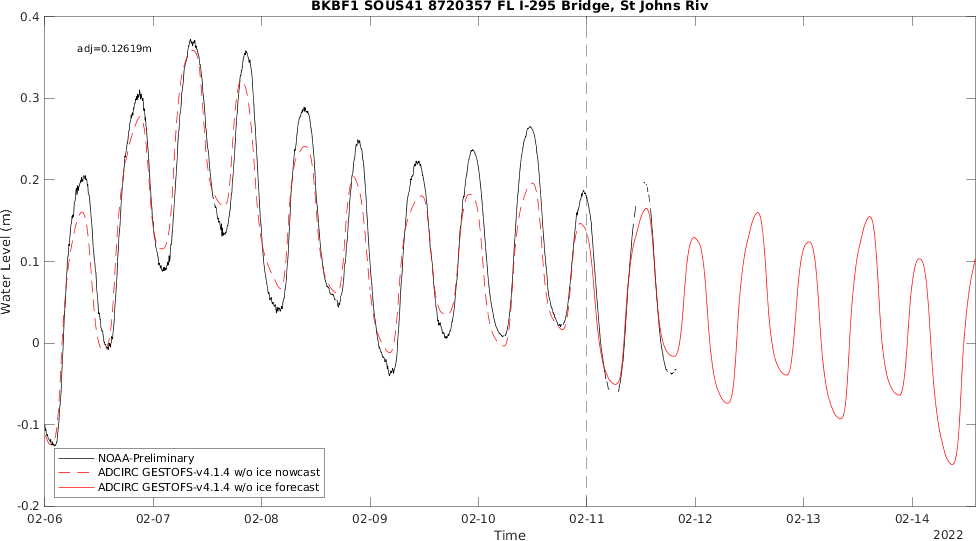 BKBF1 SOUS41 8720357 FL I-295 Bridge, St Johns Riv
adj=0.12619m
Water Level (m)
0.4
0.3
0.2
0.1
0
-0.1
-0.2
NOAA-Preliminary
ADCIRC GESTOFS-v4.1.4 w/o ice nowcast
ADCIRC GESTOFS-v4.1.4 w/o ice forecast
02-06 02-07 02-08 02-09 02-10 02-11 02-12 02-13 02-14
Time
2022